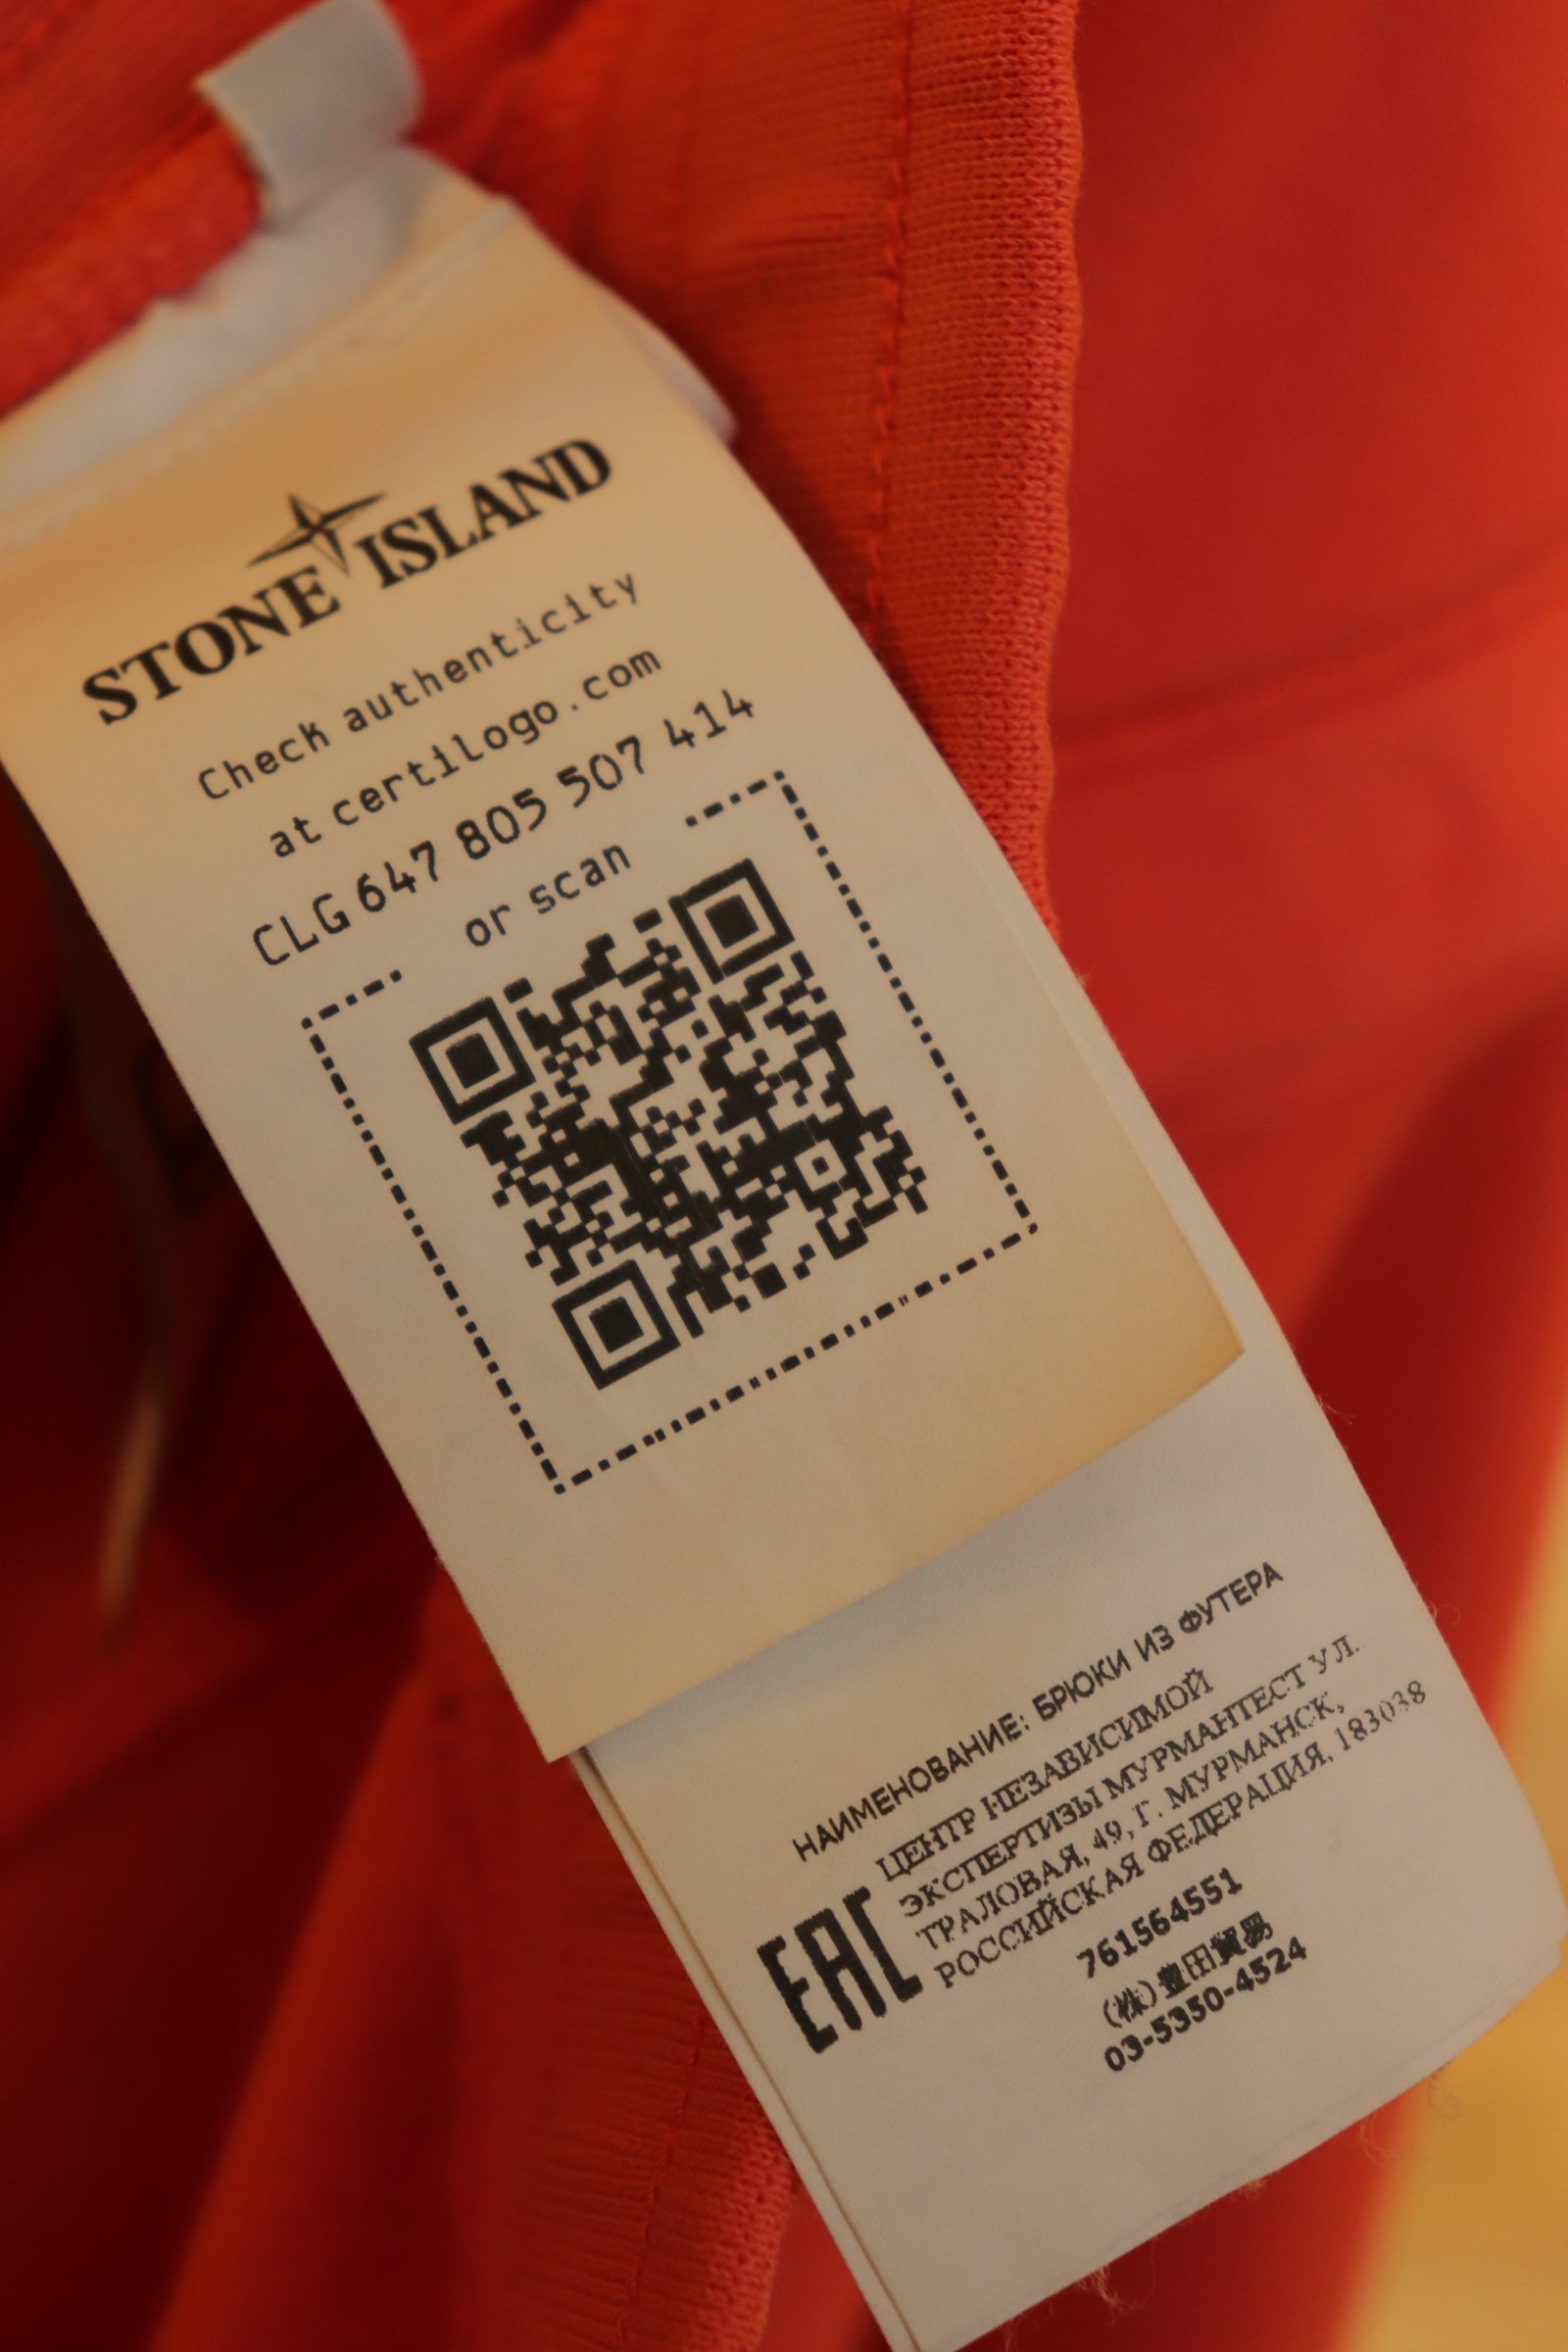 STONE ISLAND
Check authenticity
at certilogo.com
CLG 647 805 507 414
or scan
НАИМЕНОВАНИЕ: БРЮКИ ИЗ ФУТЕРА
ЦЕНТР НЕЗАВИСИМОЙ
ЭКСПЕРТИЗЫ МУРМАНТЕСТ УЛ.
ТРАЛОВАЯ, 49, Г. МУРМАНСК,
РОССИЙСКАЯ ФЕДЕРАЦИЯ, 183038
EAC
761564551
(株)豊田貿易
03-5350-4524